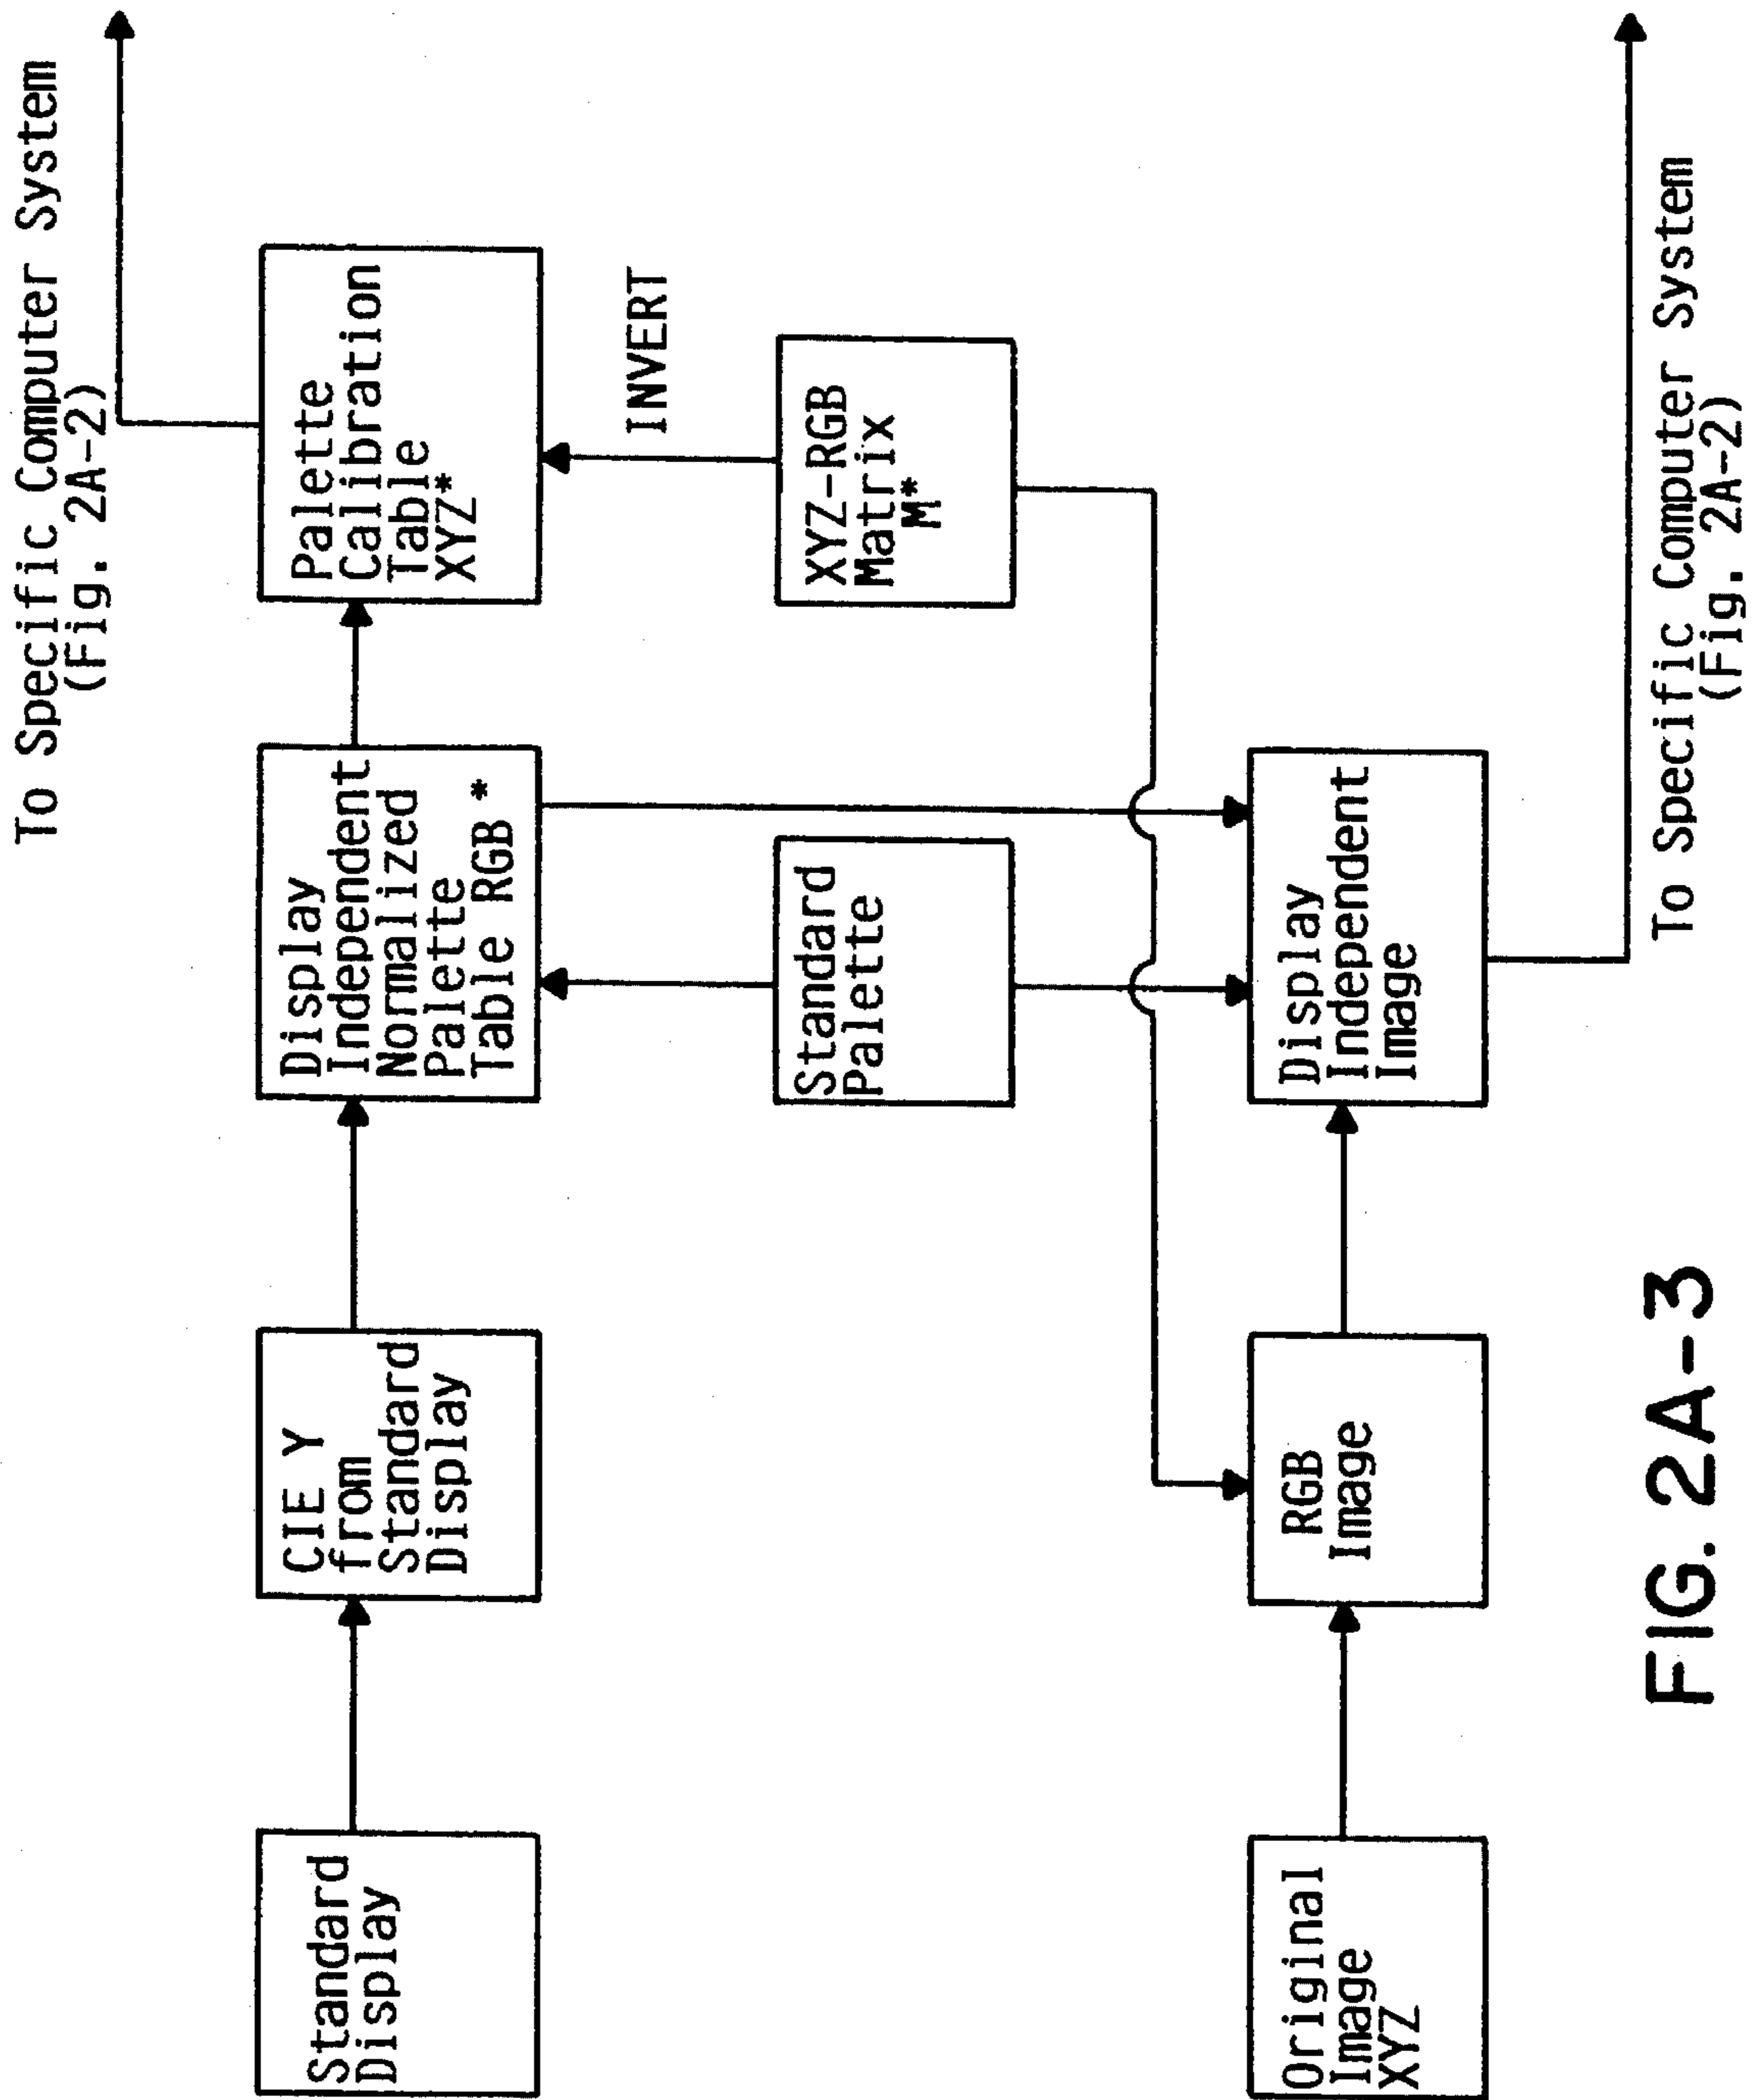 To Specific Computer System
(Fig. 2A-2)
Standard
Display
CIE Y
from
Standard
Display
Display
Independent
Normalized
Palette
Table RGB *
Palette
Calibration
Table
XYZ*
INVERT
Standard
Palette
XYZ-RGB
Matrix
M*
Original
Image
XYZ
RGB
Image
Display
Independent
Image
To Specific Computer System
(Fig. 2A-2)
FIG. 2A-3